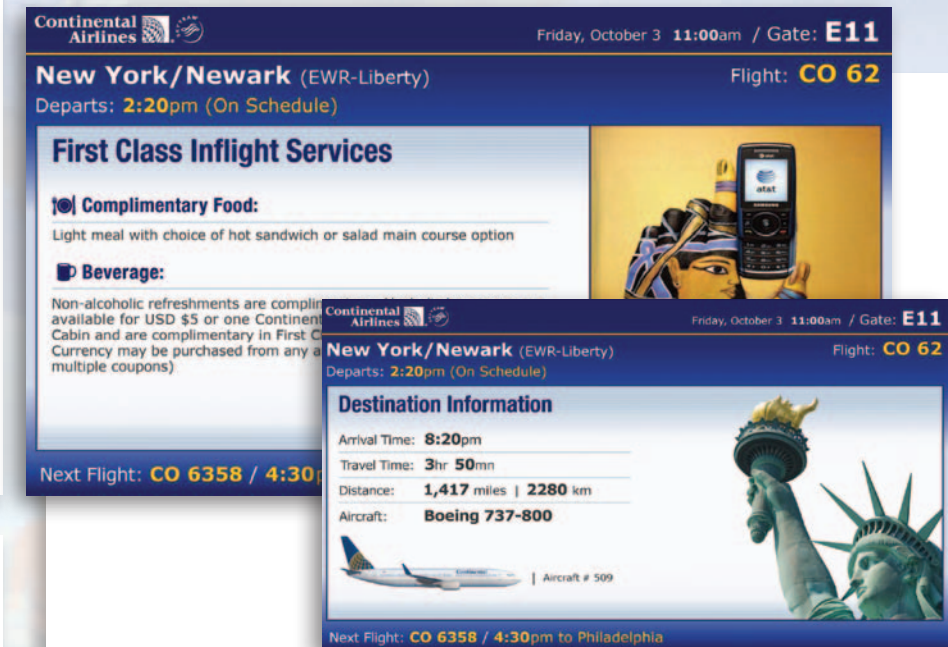 Continental
Airlines
Friday, October 3 11:00am / Gate: E11
New York/Newark (EWR-Liberty)
Flight: CO 62
Departs: 2:20pm (On Schedule)
First Class Inflight Services
Complimentary Food:
Light meal with choice of hot sandwich or salad main course option
Beverage:
Non-alcoholic refreshments are
available for USD $5 or one
Cabin and are complimentary in First
Currency may be purchased from any
multiple coupons)
at&t
SAMSUNG
Next Flight: CO 6358 / 4:30
Continental
Airlines
Friday, October 3 11:00am / Gate: E11
New York/Newark (EWR-Liberty)
Flight: CO 62
Departs: 2:20pm (On Schedule)
Destination Information
Arrival Time: 8:20pm
Travel Time: 3hr 50mn
Distance: 1,417 miles | 2280 km
Aircraft: Boeing 737-800
Continental
| Aircraft # 509
Next Flight: CO 6358 / 4:30pm to Philadelphia